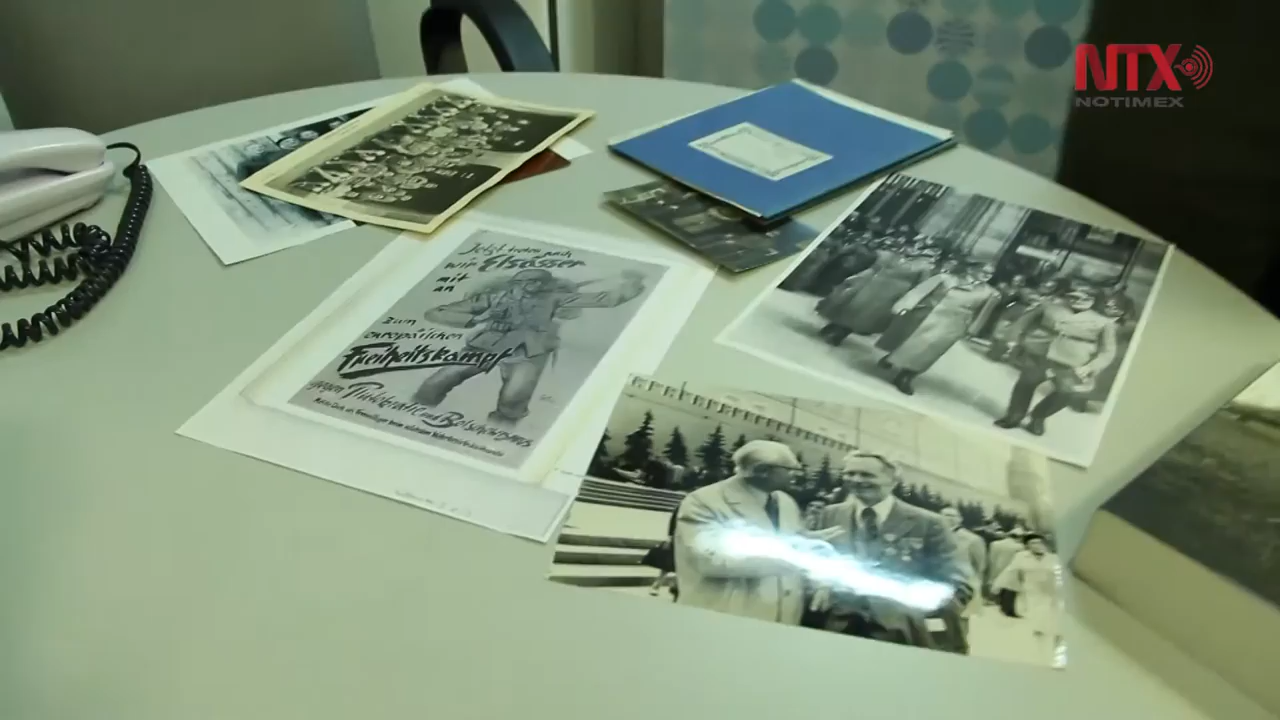 NTX
NOTIMEX
Jetzt treten auch
wir Elsässer
mit
an
zum
europäischen
Freiheitskampf
gegen Plutokratie und Bolschewismus